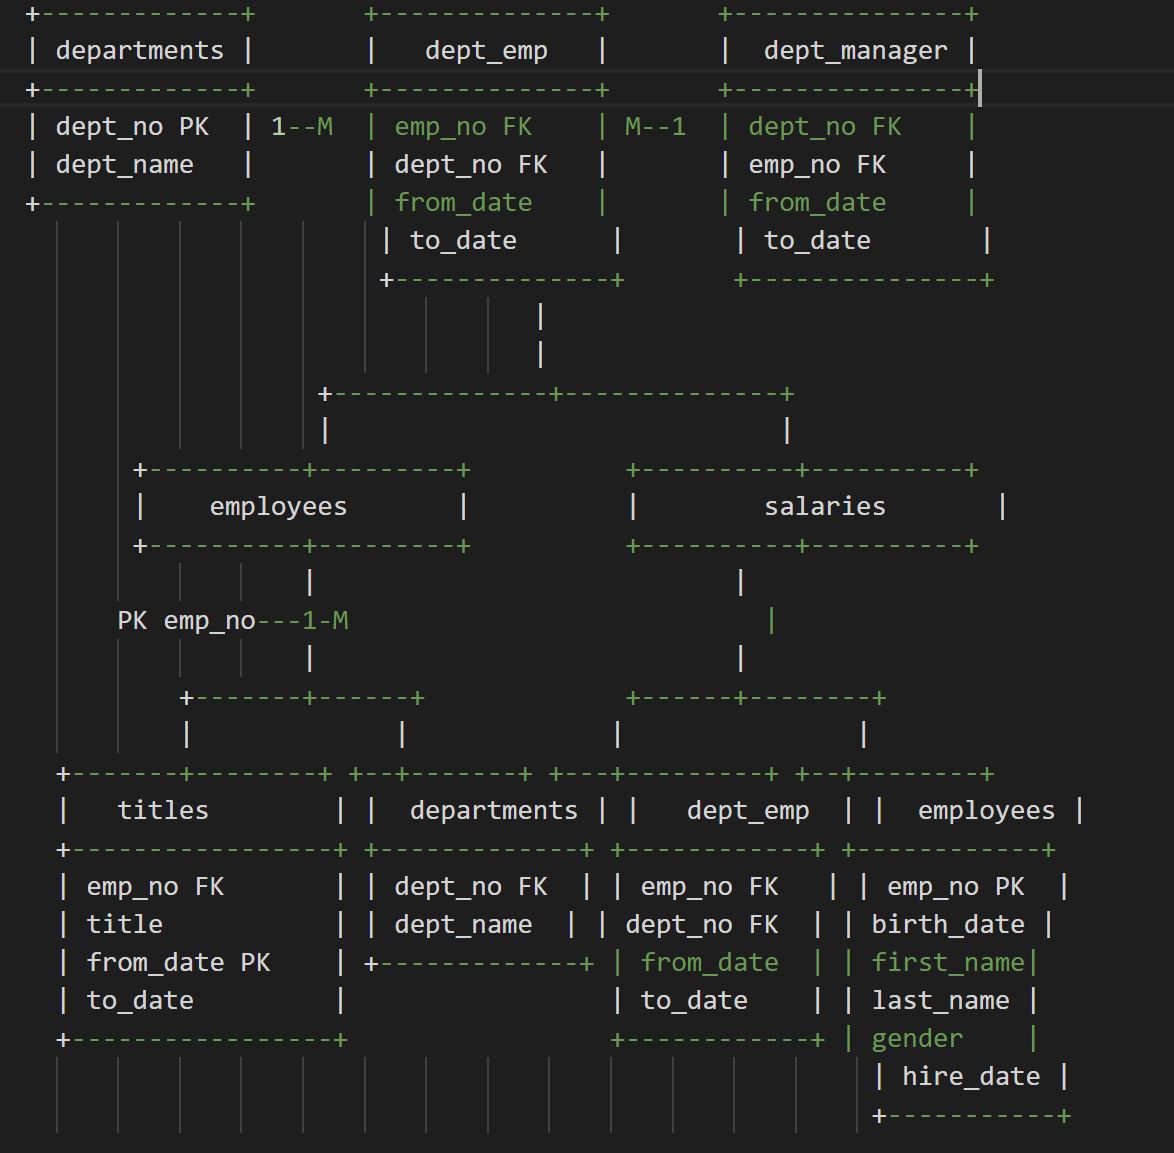 +-------------+       +--------------+       +---------------+
| departments |       |   dept_emp   |       |  dept_manager |
+-------------+       +--------------+       +---------------+
| dept_no PK  | 1--M  | emp_no FK    | M--1  | dept_no FK    |
| dept_name   |       | dept_no FK   |       | emp_no FK     |
+-------------+       | from_date    |       | from_date     |
                       | to_date      |       | to_date       |
                       +--------------+       +---------------+
                                 |
                                 |
                   +--------------+--------------+
                   |                             |
       +----------+---------+          +----------+----------+
       |    employees       |          |        salaries       |
       +----------+---------+          +----------+----------+
                  |                           |
      PK emp_no---1-M                           |
                  |                           |
          +-------+------+             +------+--------+
          |             |             |               |
  +-------+--------+ +--+-------+ +---+---------+ +--+--------+
  |   titles        | |  departments | |   dept_emp  | |  employees |
  +-----------------+ +-------------+ +------------+ +------------+
  | emp_no FK       | | dept_no FK  | | emp_no FK   | | emp_no PK  |
  | title           | | dept_name  | | dept_no FK  | | birth_date |
  | from_date PK    | +-------------+ | from_date  | | first_name|
  | to_date         |                 | to_date    | | last_name |
  +-----------------+                 +------------+ | gender    |
                                                       | hire_date |
                                                       +-----------+